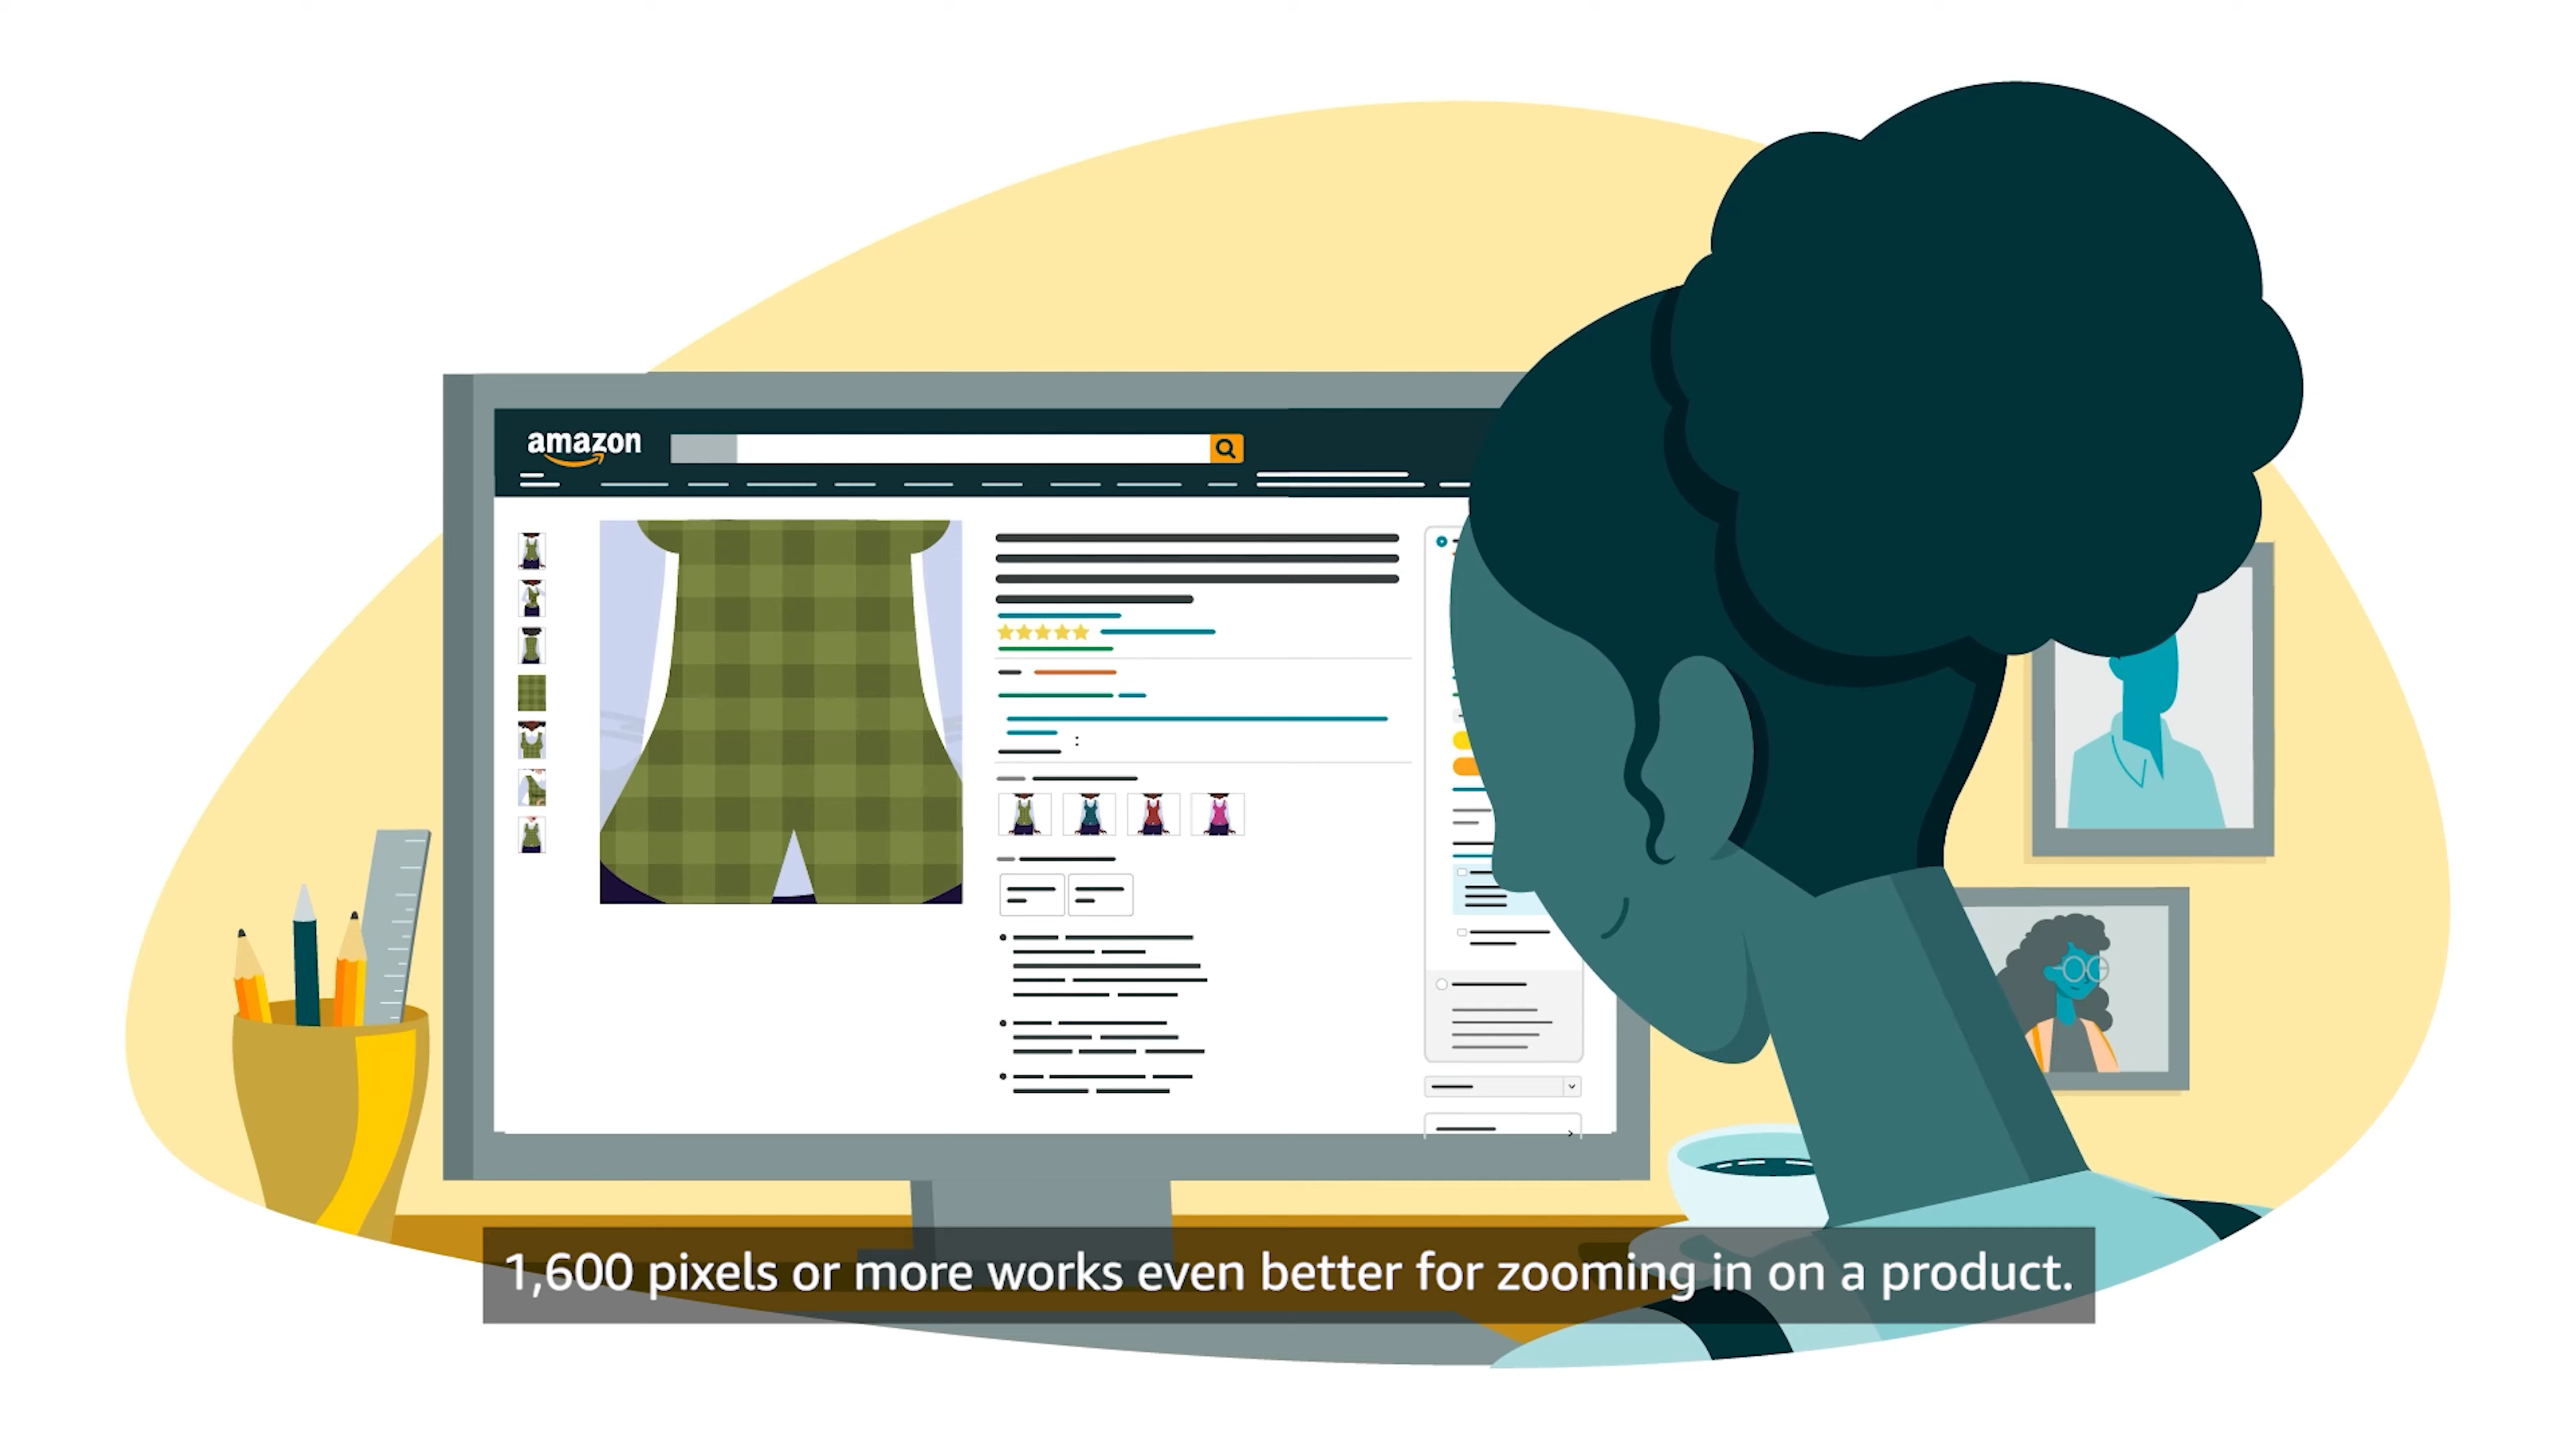 amazon
1,600 pixels or more works even better for zooming in on a product.